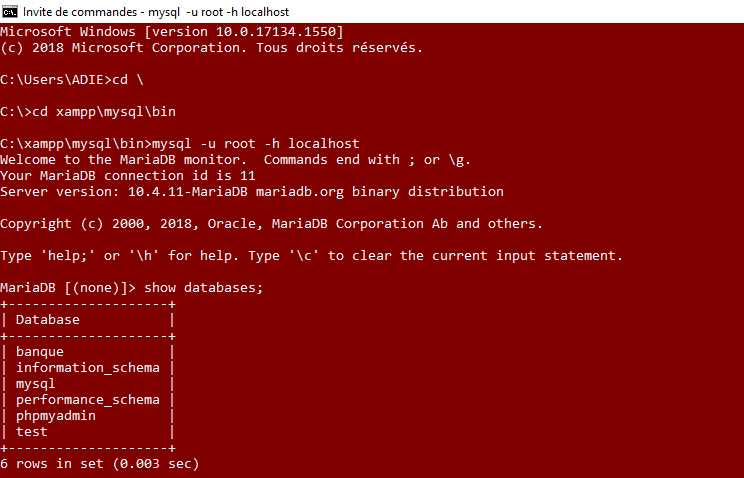 Invite de commandes - mysql  -u root -h localhost
Microsoft Windows [version 10.0.17134.1550]
(c) 2018 Microsoft Corporation. Tous droits réservés.
C:\Users\ADIE>cd \
C:\>cd xampp\mysql\bin
C:\xampp\mysql\bin>mysql -u root -h localhost
Welcome to the MariaDB monitor.  Commands end with ; or \g.
Your MariaDB connection id is 11
Server version: 10.4.11-MariaDB mariadb.org binary distribution
Copyright (c) 2000, 2018, Oracle, MariaDB Corporation Ab and others.
Type 'help;' or '\h' for help. Type '\c' to clear the current input statement.
MariaDB [(none)]> show databases;
+--------------------+
| Database           |
+--------------------+
| banque             |
| information_schema |
| mysql              |
| performance_schema |
| phpmyadmin         |
| test               |
+--------------------+
6 rows in set (0.003 sec)